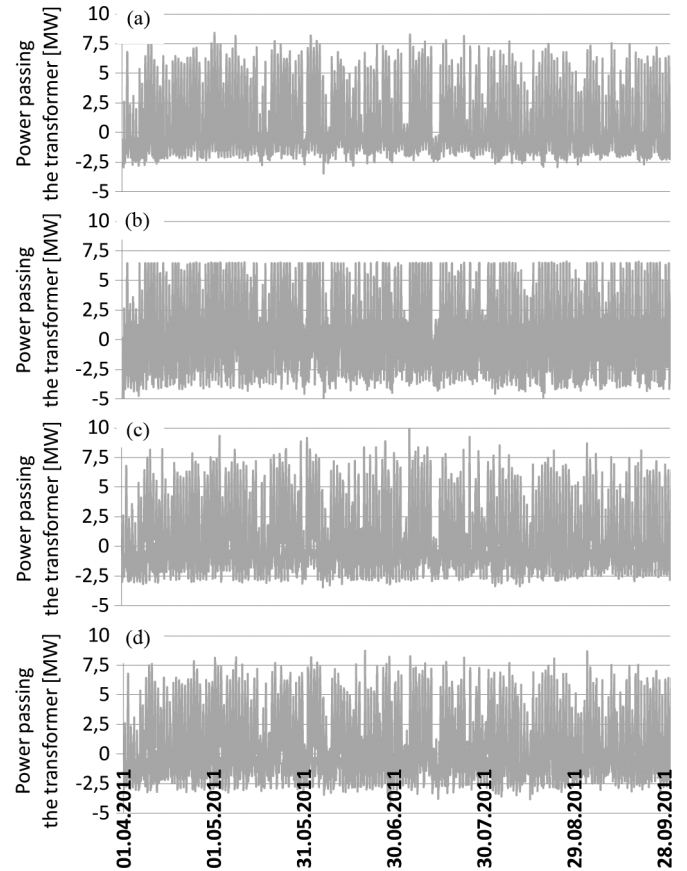 Power passing
the transformer [MW]
10
7,5
5
2,5
0
-2,5
-5
(a)
Power passing
the transformer [MW]
10
7,5
5
2,5
0
-2,5
-5
(b)
Power passing
the transformer [MW]
10
7,5
5
2,5
0
-2,5
-5
(c)
Power passing
the transformer [MW]
10
7,5
5
2,5
0
-2,5
-5
(d)
01.04.2011
01.05.2011
31.05.2011
30.06.2011
30.07.2011
29.08.2011
28.09.2011